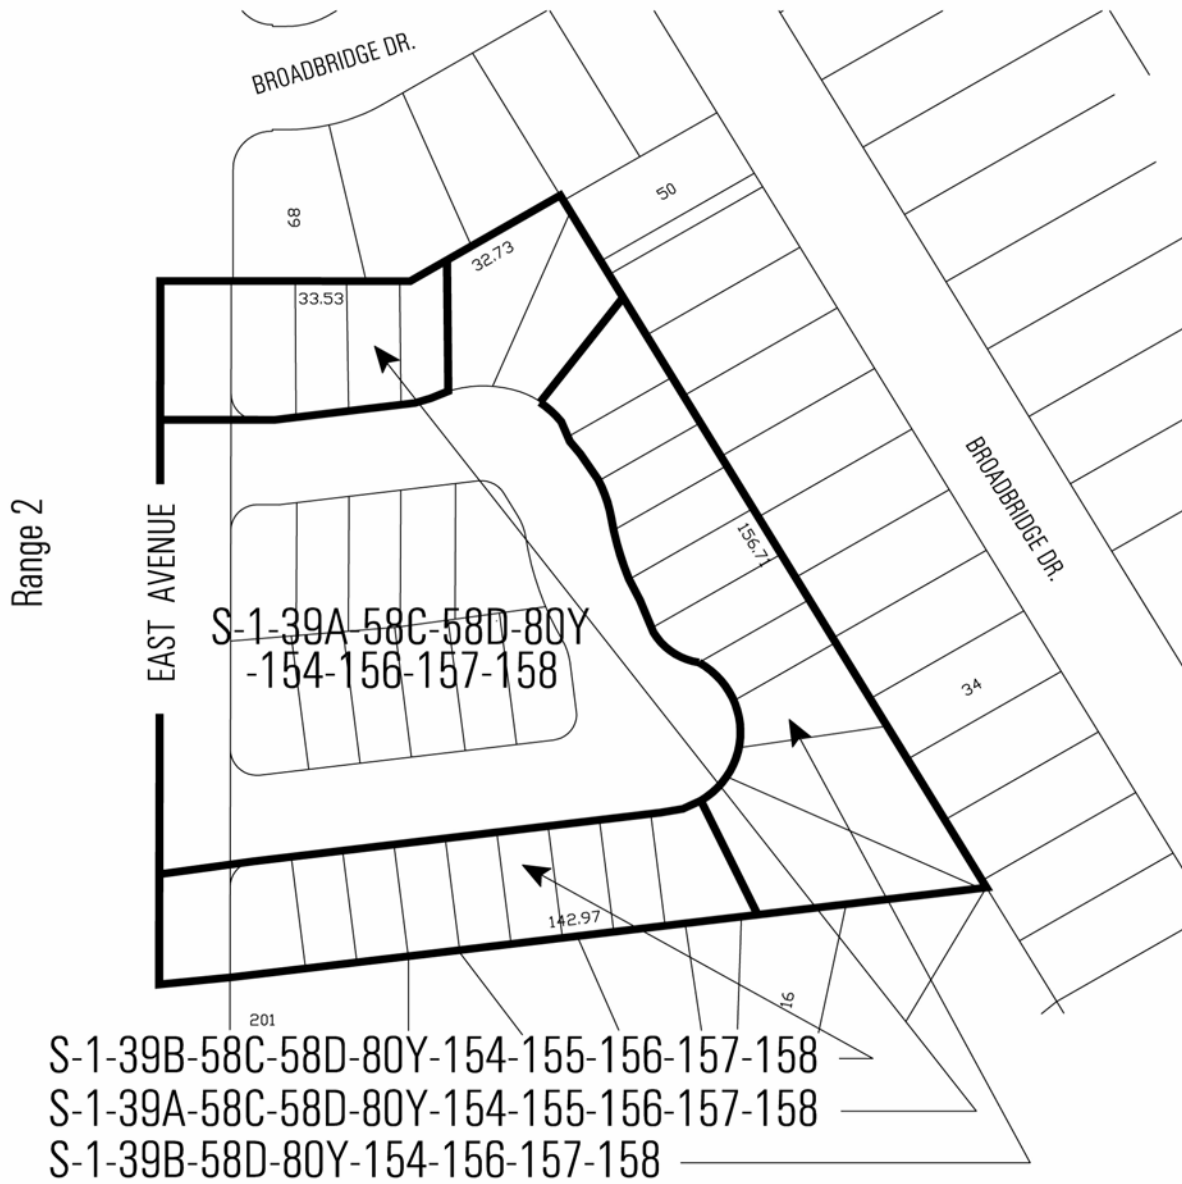 BROADBRIDGE DR.
50
68
32.73
33.53
BROADBRIDGE DR.
Range 2
EAST AVENUE
156.71
S-1-39A-58C-58D-80Y
-154-156-157-158
34
142.97
16
201
S-1-39B-58C-58D-80Y-154-155-156-157-158
S-1-39A-58C-58D-80Y-154-155-156-157-158
S-1-39B-58D-80Y-154-156-157-158